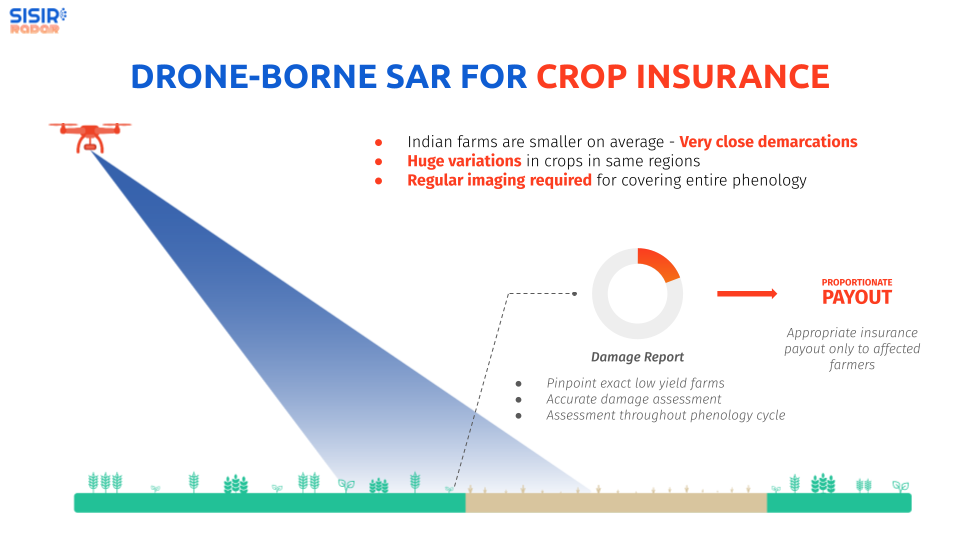 SISIR
RADAR
DRONE-BORNE SAR FOR CROP INSURANCE
● Indian farms are smaller on average - Very close demarcations
● Huge variations in crops in same regions
● Regular imaging required for covering entire phenology
PROPORTIONATE
PAYOUT
Appropriate insurance
payout only to affected
farmers
Damage Report
● Pinpoint exact low yield farms
● Accurate damage assessment
● Assessment throughout phenology cycle